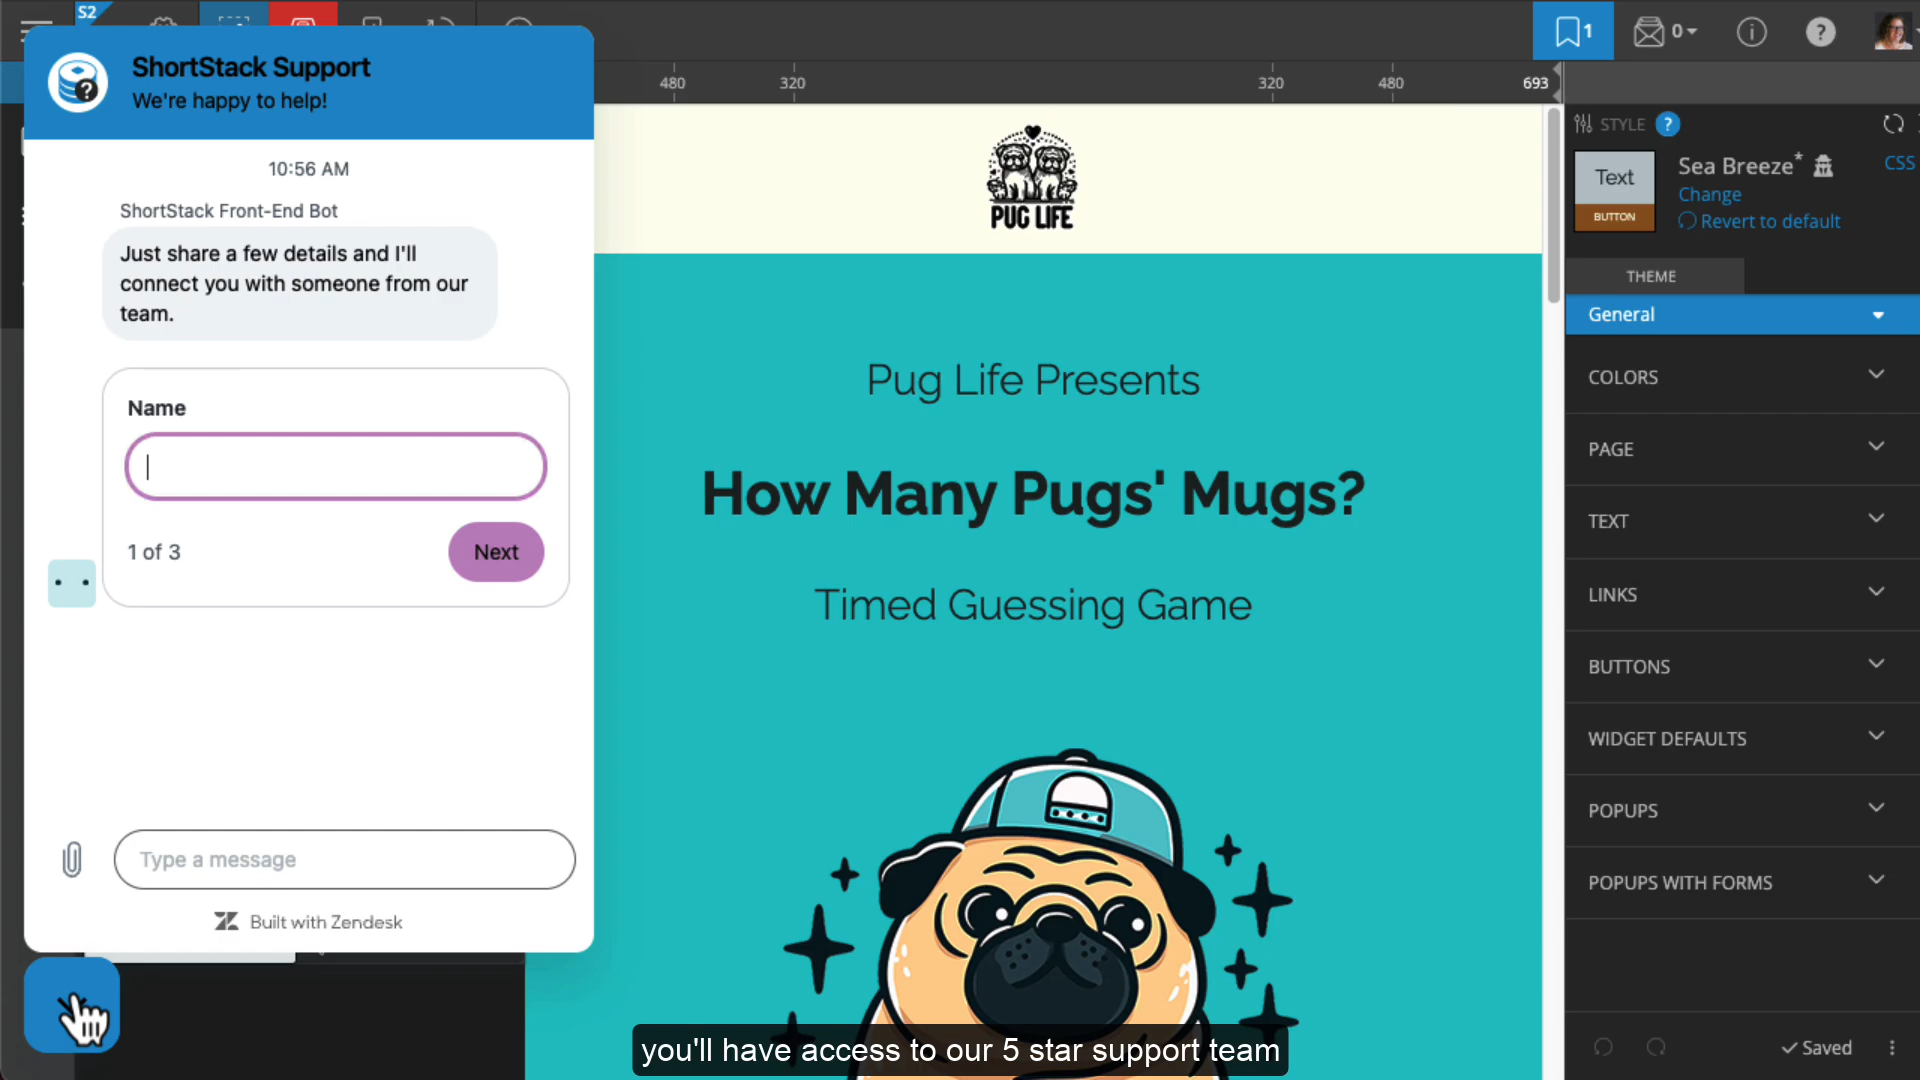 S2
1
0
ShortStack Support
We're happy to help!
480
320
320
480
693
10:56 AM
ShortStack Front-End Bot
Just share a few details and I'll
connect you with someone from our
team.
Name
1 of 3
Next
Type a message
Built with Zendesk
PUG LIFE
Pug Life Presents
How Many Pugs' Mugs?
Timed Guessing Game
you'll have access to our 5 star support team
STYLE ?
Text
BUTTON
Sea Breeze*
CSS
Change
Revert to default
THEME
General
COLORS
PAGE
TEXT
LINKS
BUTTONS
WIDGET DEFAULTS
POPUPS
POPUPS WITH FORMS
Saved